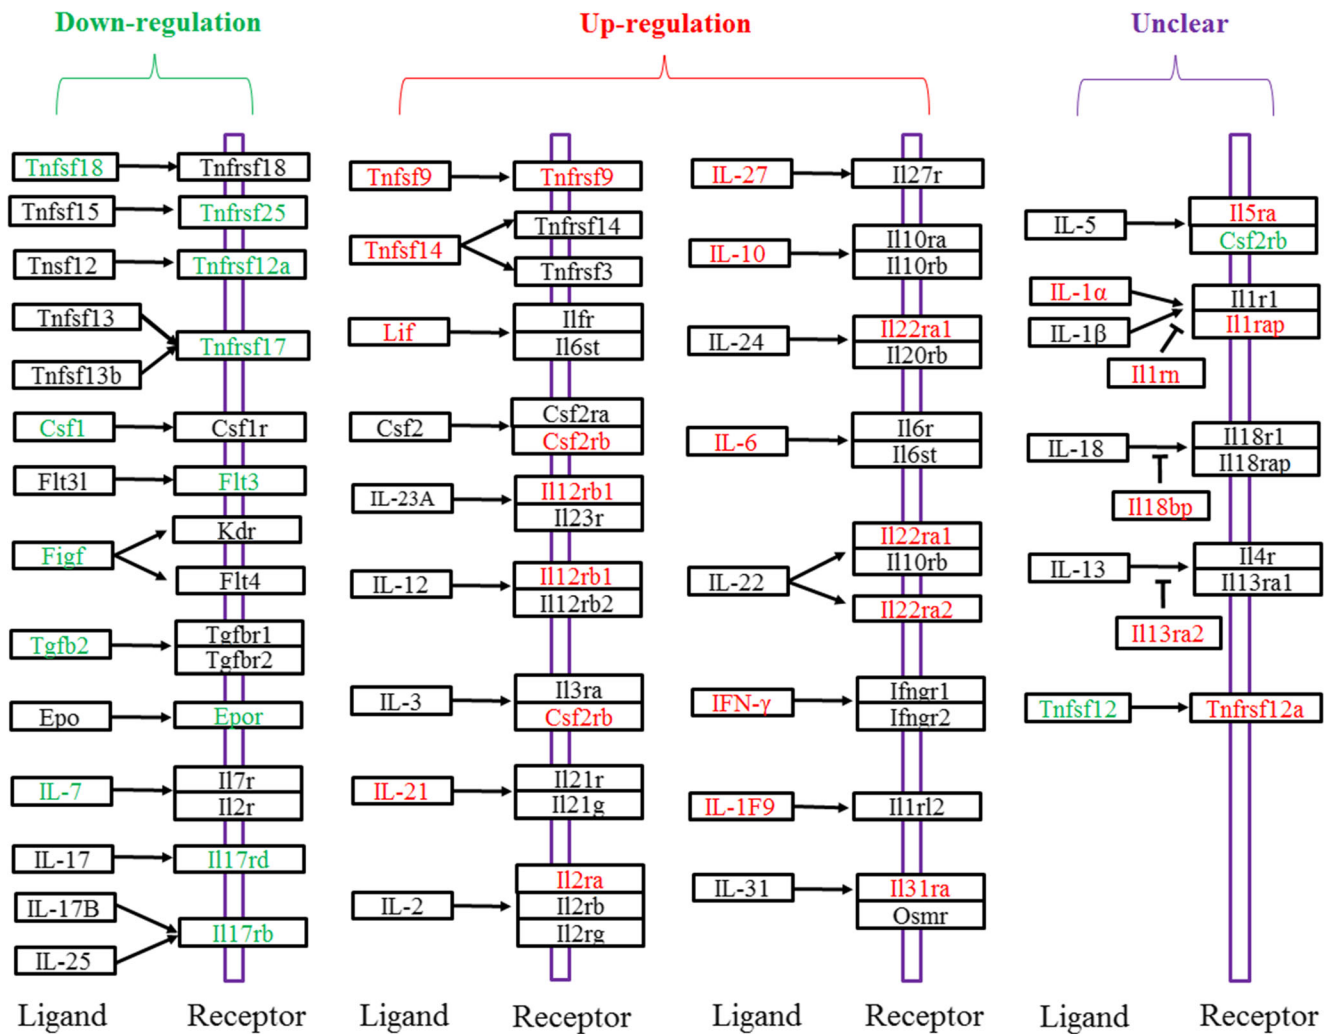 Down-regulation
Up-regulation
Unclear
Tnfsf18
Tnfrsf18
Tnfsf15
Tnfrsf25
Tnsf12
Tnfrsf12a
Tnfsf13
Tnfrsf17
Tnfsf13b
Csf1
Csf1r
Flt3l
Flt3
Figf
Kdr
Flt4
Tgfb2
Tgfbr1
Tgfbr2
Epo
Epor
IL-7
Il7r
Il2r
IL-17
Il17rd
IL-17B
Il17rb
IL-25
Ligand
Receptor
Tnfsf9
Tnfrsf9
Tnfsf14
Tnfrsf14
Tnfrsf3
Lif
Ilfr
Il6st
Csf2
Csf2ra
Csf2rb
IL-23A
Il12rb1
Il23r
IL-12
Il12rb1
Il12rb2
IL-3
Il3ra
Csf2rb
IL-21
Il21r
Il21g
IL-2
Il2ra
Il2rb
Il2rg
Ligand
Receptor
IL-27
Il27r
IL-10
Il10ra
Il10rb
IL-24
Il22ra1
Il20rb
IL-6
Il6r
Il6st
IL-22
Il22ra1
Il10rb
Il22ra2
IFN-γ
Ifngr1
Ifngr2
IL-1F9
Il1rl2
IL-31
Il31ra
Osmr
Ligand
Receptor
IL-5
Il5ra
Csf2rb
IL-1α
IL-1β
Il1r1
Il1rap
Il1rn
IL-18
Il18r1
Il18rap
Il18bp
IL-13
Il4r
Il13ra1
Il13ra2
Tnfsf12
Tnfrsf12a
Ligand
Receptor